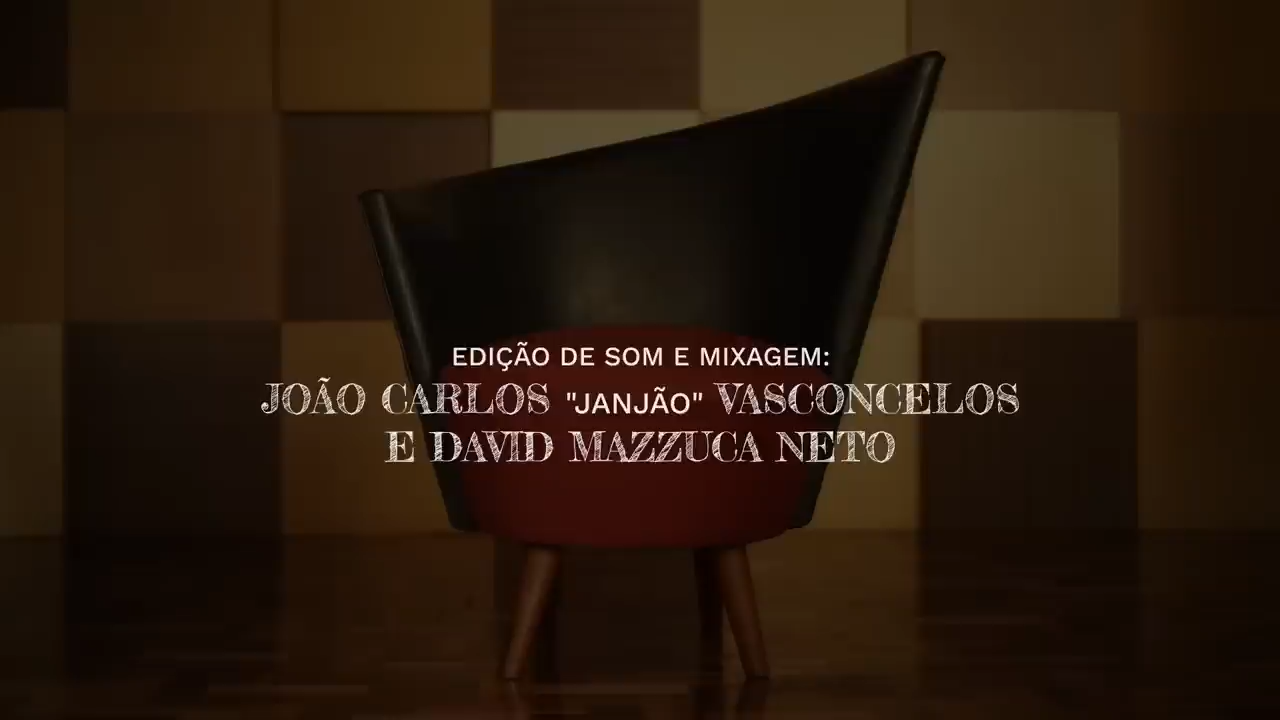 EDIÇÃO DE SOM E MIXAGEM:
JOÃO CARLOS "JANJÃO" VASCONCELOS
E DAVID MAZZUCA NETO